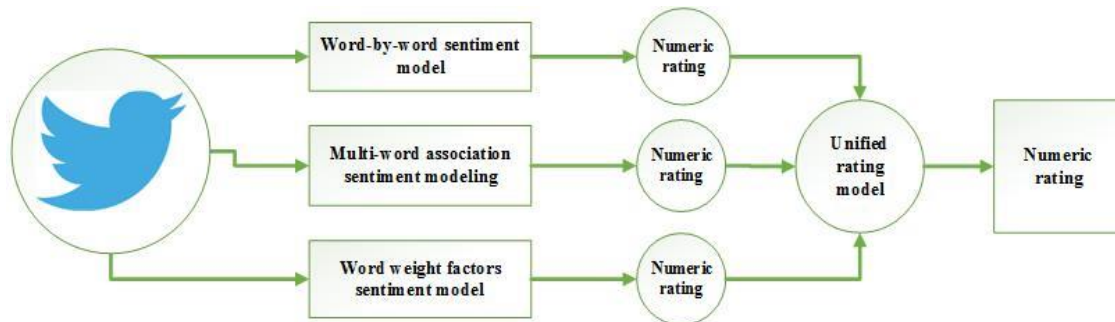 Word-by-word sentiment
model
Numeric
rating
Multi-word association
sentiment modeling
Numeric
rating
Unified
rating
model
Numeric
rating
Word weight factors
sentiment model
Numeric
rating